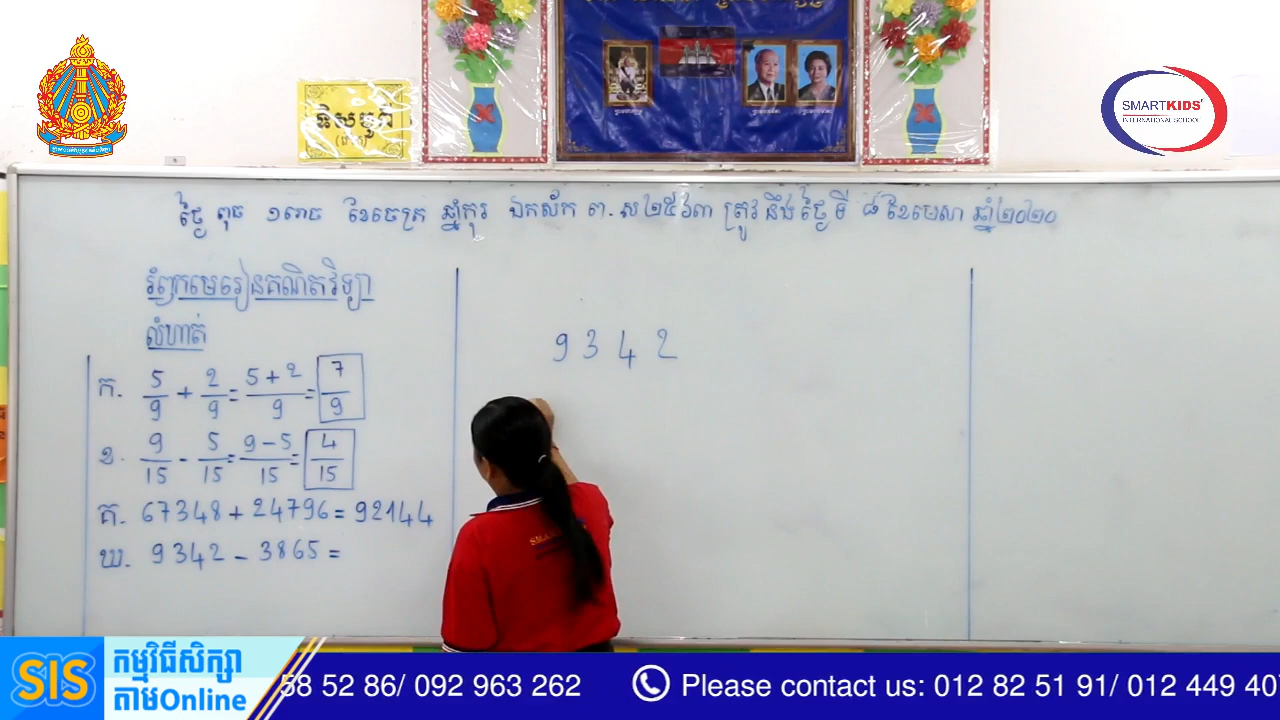 ទិសបូព៌
SMARTKIDS'
INTERNATIONAL SCHOOL
ថ្ងៃ ពុធ ១រោច ខែចេត្រ ឆ្នាំកុរ ឯកស័ក ព.ស ២៥៦៣ ត្រូវ នឹង ថ្ងៃ ទី ៨ ខែមេសា ឆ្នាំ២០២០
រំឭកមេរៀនគណិតវិទ្យា
លំហាត់
ក. 5/9 + 2/9 = 5+2/9 = 7/9
ខ. 9/15 - 5/15 = 9-5/15 = 4/15
គ. 67348 + 24796 = 92144
ឃ. 9342 - 3865 =
9342
SIS
កម្មវិធីសិក្សា
តាមOnline
58 52 86/ 092 963 262 Please contact us: 012 82 51 91/ 012 449 407